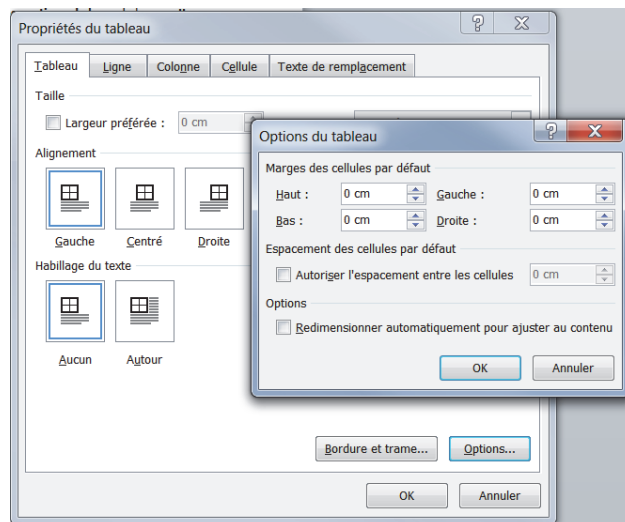 Propriétés du tableau
Tableau Ligne Colonne Cellule Texte de remplacement
Taille
Largeur préférée : 0 cm
Alignement
Gauche Centré Droite
Habillage du texte
Aucun Autour
Bordure et trame... Options...
OK Annuler
Options du tableau
Marges des cellules par défaut
Haut : 0 cm Gauche : 0 cm
Bas : 0 cm Droite : 0 cm
Espacement des cellules par défaut
Autoriser l'espacement entre les cellules 0 cm
Options
Redimensionner automatiquement pour ajuster au contenu
OK Annuler